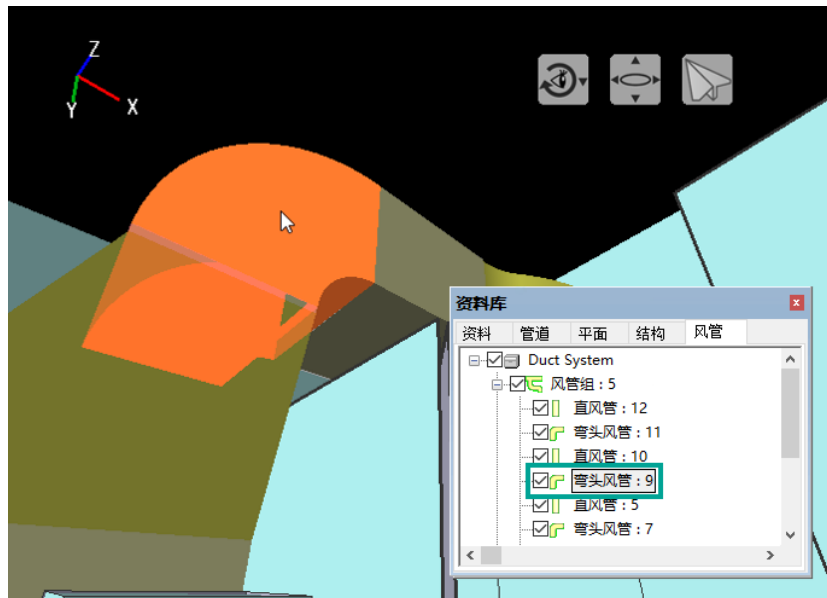 Z
Y
X
资料库
资料 管道 平面 结构 风管
Duct System
风管组：5
直风管：12
弯头风管：11
直风管：10
弯头风管：9
直风管：5
弯头风管：7